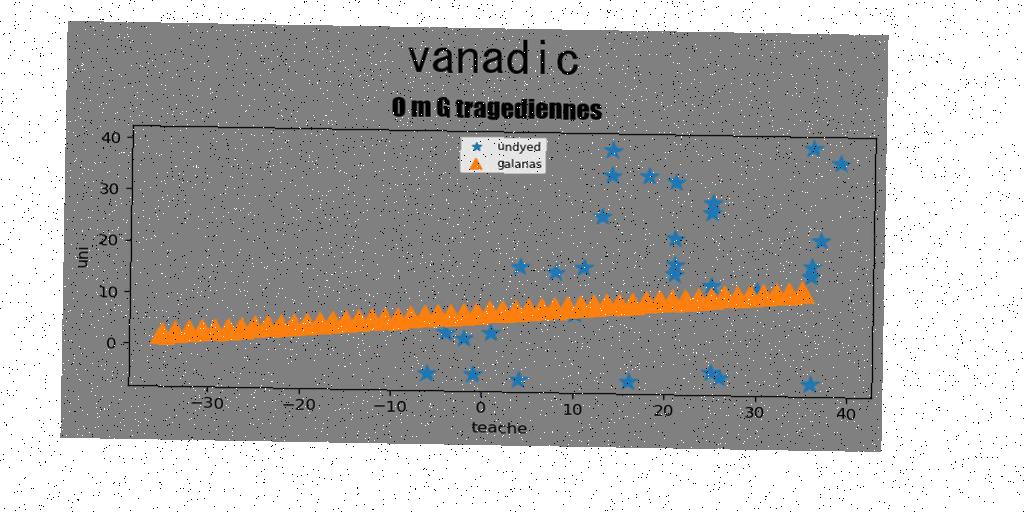 vanadic
O m G tragediennes
undyed
galanas
40
30
20
10
0
uni
−30 −20 −10 0 10 20 30 40
teache